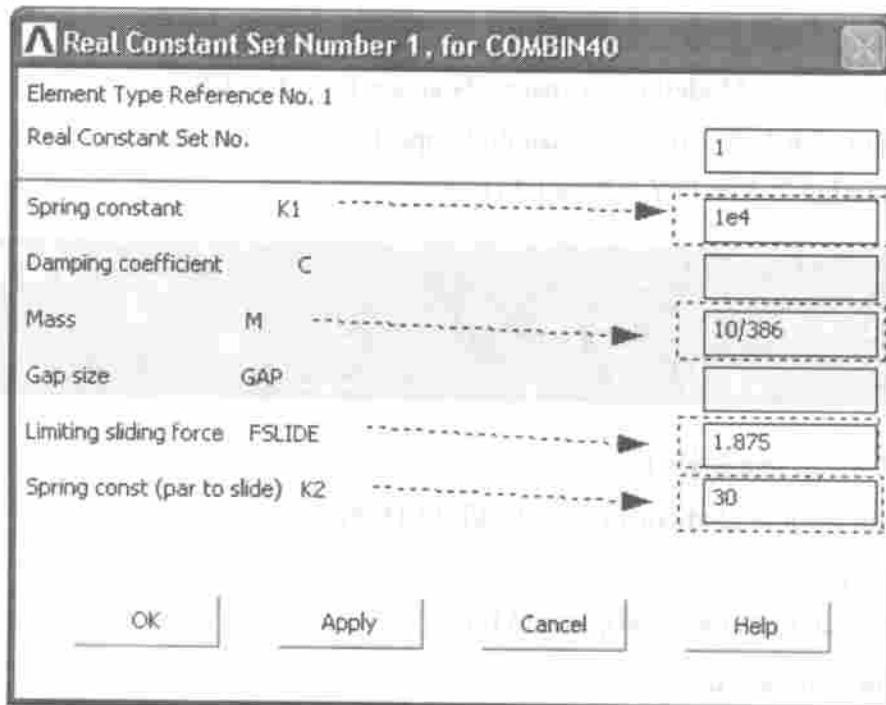 Real Constant Set Number 1, for COMBIN40
Element Type Reference No. 1
Real Constant Set No. 1
Spring constant K1 1e4
Damping coefficient C
Mass M 10/386
Gap size GAP
Limiting sliding force FSLIDE 1.875
Spring const (par to slide) K2 30
OK Apply Cancel Help